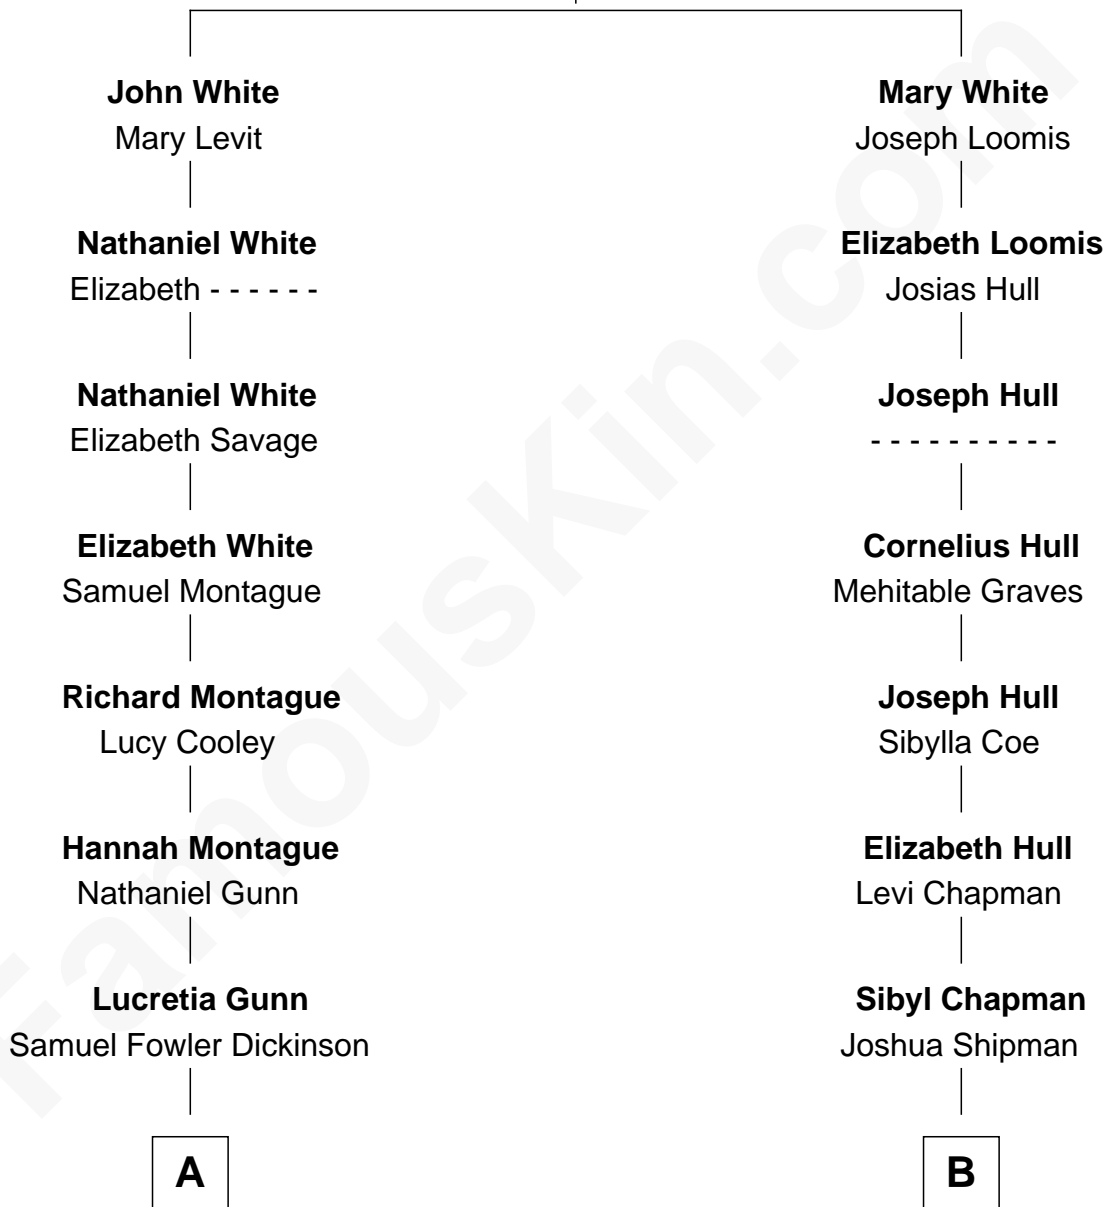 John White
Mary Levit
Nathaniel White
Elizabeth - - - - - -
Nathaniel White
Elizabeth Savage
Elizabeth White
Samuel Montague
Richard Montague
Lucy Cooley
Hannah Montague
Nathaniel Gunn
Lucretia Gunn
Samuel Fowler Dickinson
A
Mary White
Joseph Loomis
Elizabeth Loomis
Josias Hull
Joseph Hull
- - - - - - - - - -
Cornelius Hull
Mehitable Graves
Joseph Hull
Sibylla Coe
Elizabeth Hull
Levi Chapman
Sibyl Chapman
Joshua Shipman
B
FamousKin.com